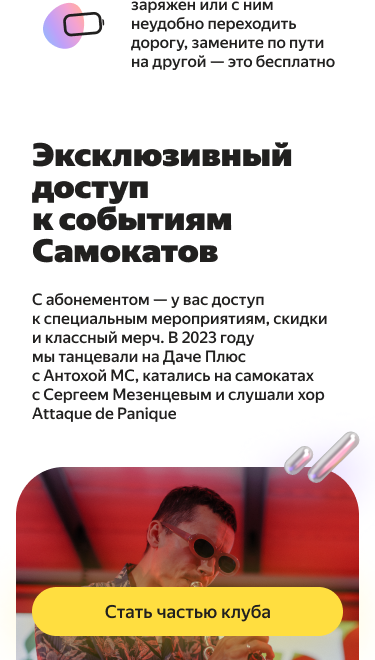 заряжен или с ним
неудобно переходить
дорогу, замените по пути
на другой — это бесплатно
Эксклюзивный
доступ
к событиям
Самокатов
С абонементом — у вас доступ
к специальным мероприятиям, скидки
и классный мерч. В 2023 году
мы танцевали на Даче Плюс
с Антохой МС, катались на самокатах
с Сергеем Мезенцевым и слушали хор
Attaque de Panique
Стать частью клуба